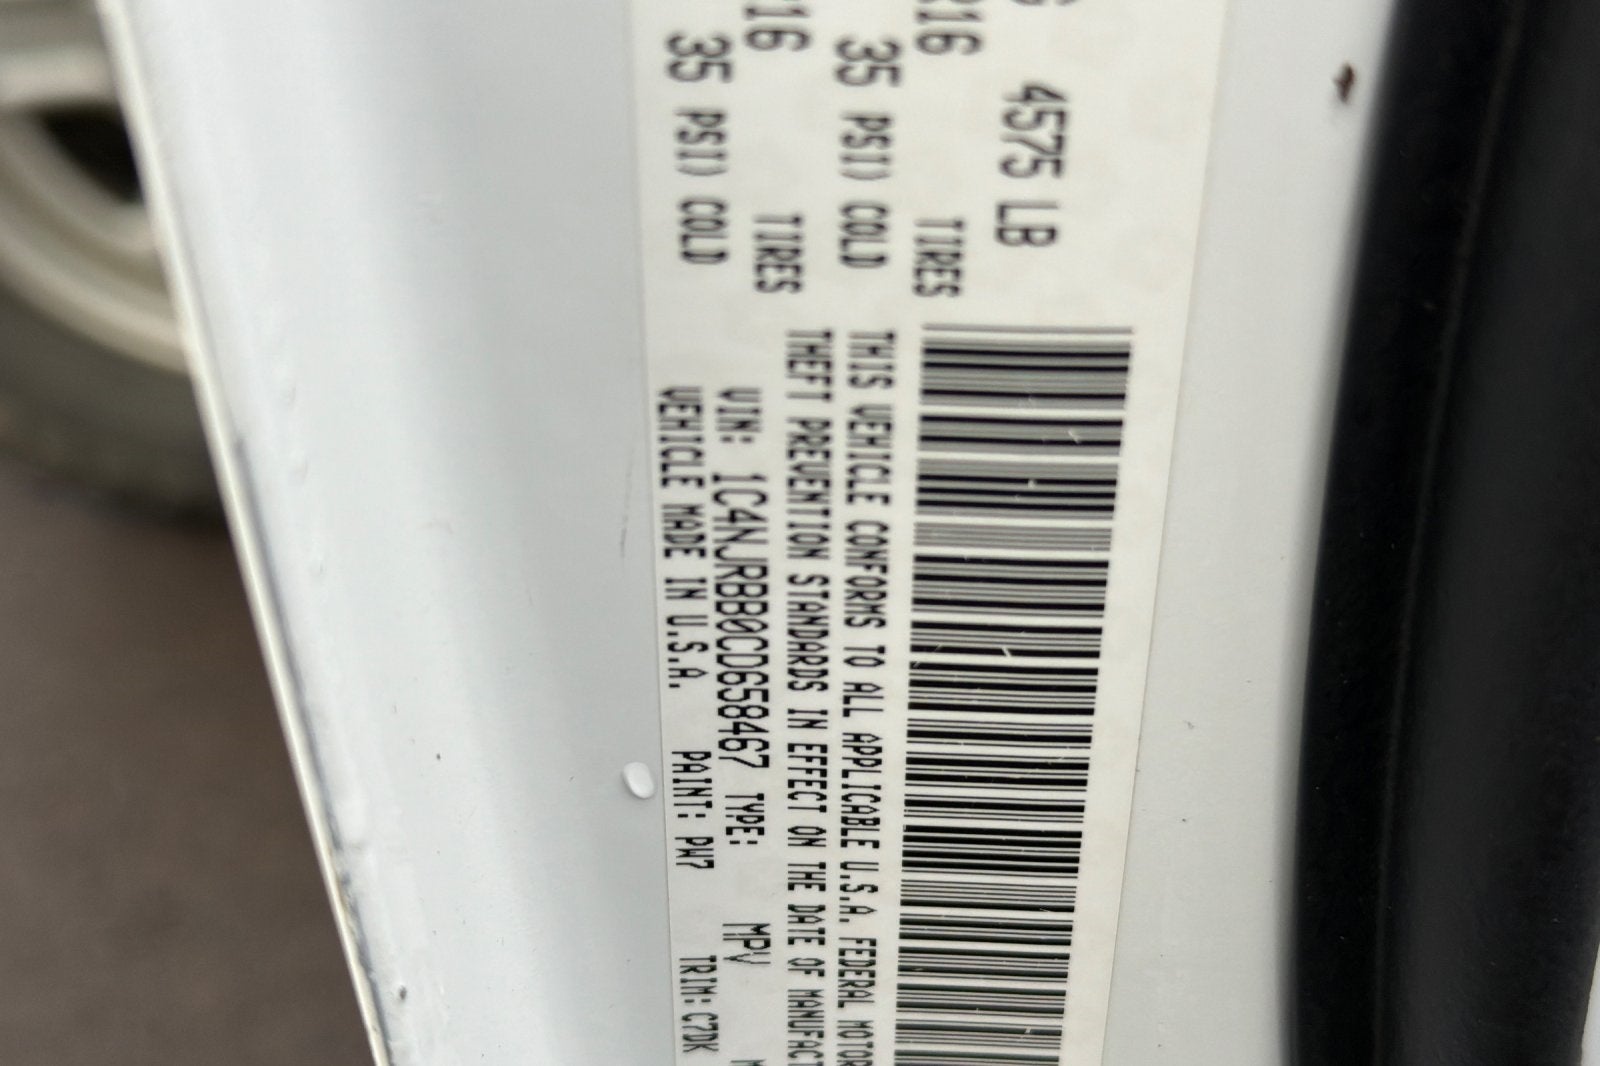 4575 LB
R16 TIRES
35 PSI) COLD
R16 TIRES
35 PSI) COLD
THIS VEHICLE CONFORMS TO ALL APPLICABLE U.S.A. FEDERAL MOTOR
THEFT PREVENTION STANDARDS IN EFFECT ON THE DATE OF MANUFACT
VIN: 1C4NJRBB0CD658467 TYPE: MPV
VEHICLE MADE IN U.S.A. PAINT: PW7 TRIM: C7DK